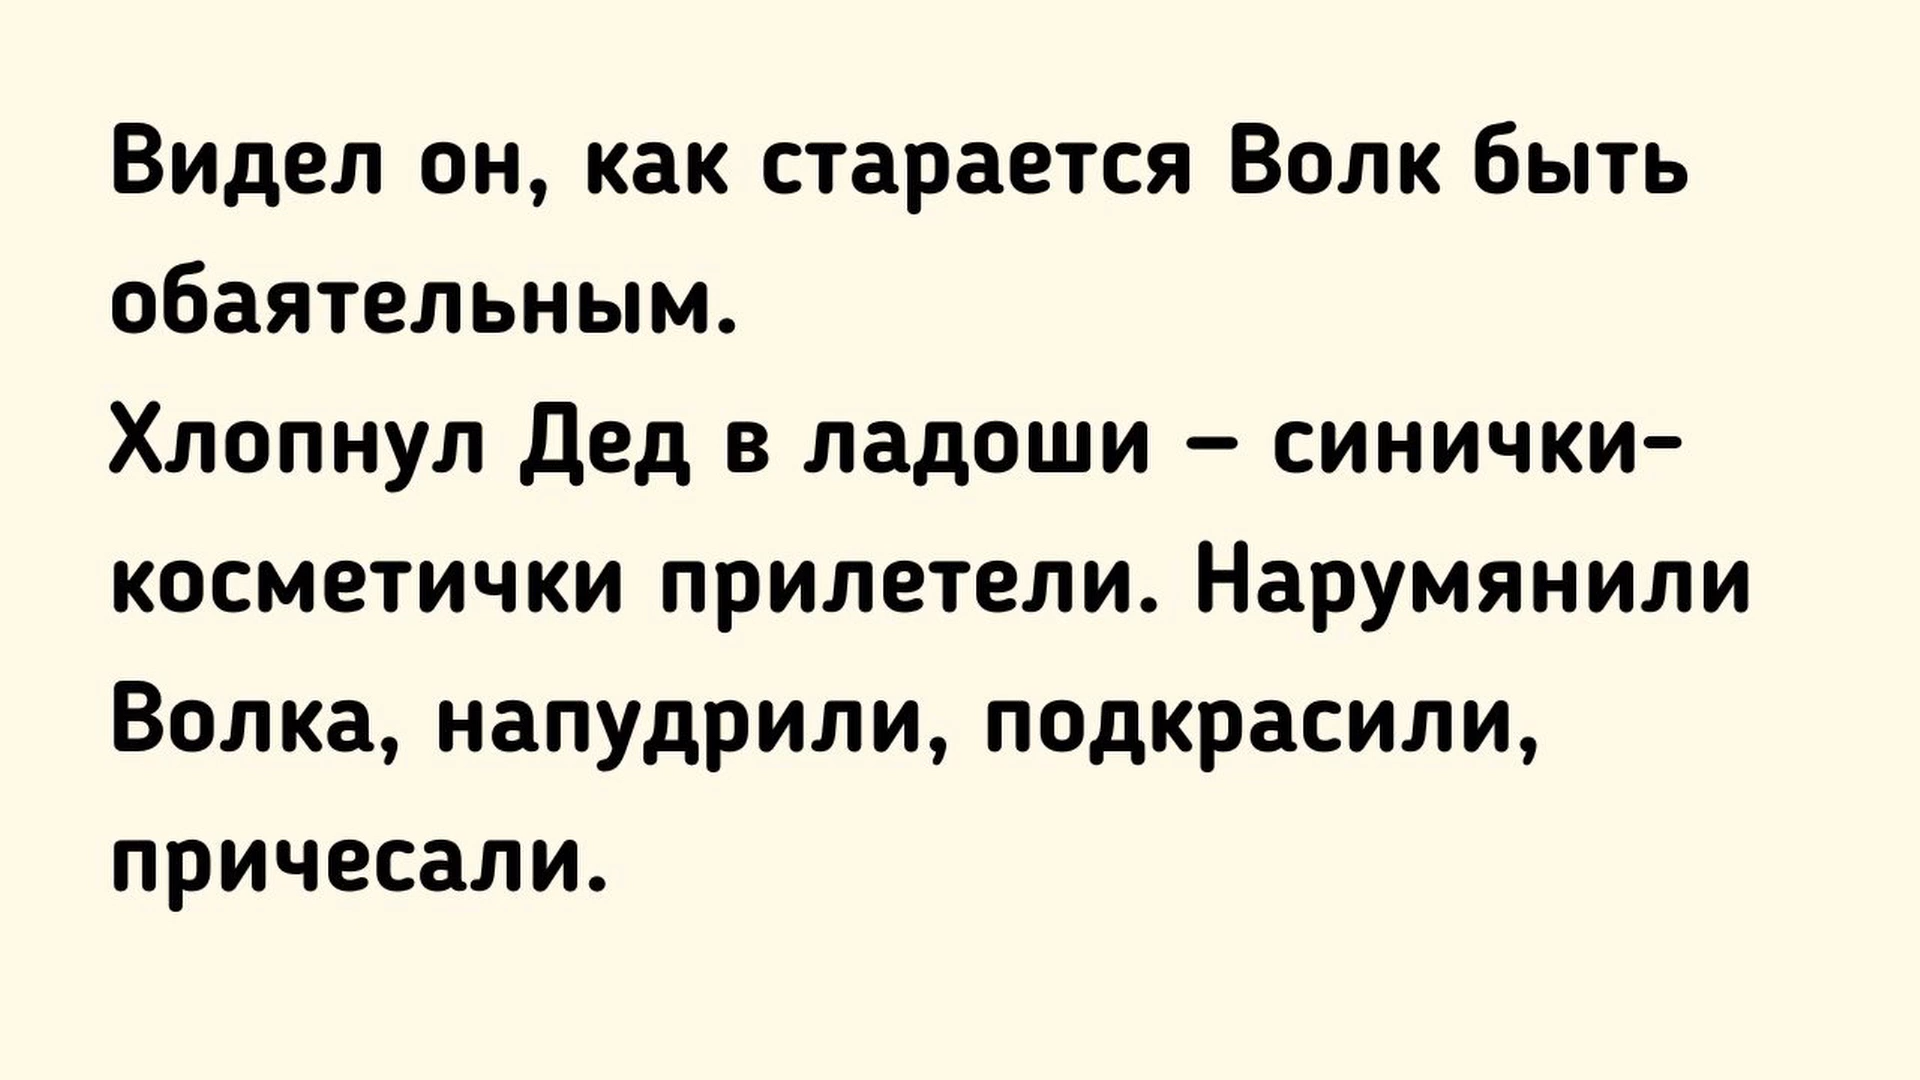 Видел он, как старается Волк быть
обаятельным.
Хлопнул Дед в ладоши – синички-
косметички прилетели. Нарумянили
Волка, напудрили, подкрасили,
причесали.